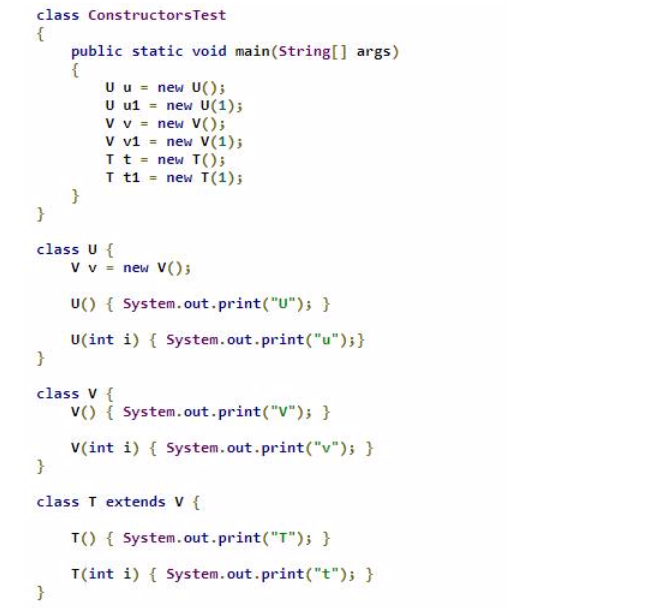 class ConstructorsTest
{
    public static void main(String[] args)
    {
        U u = new U();
        U u1 = new U(1);
        V v = new V();
        V v1 = new V(1);
        T t = new T();
        T t1 = new T(1);
    }
}

class U {
    V v = new V();

    U() { System.out.print("U"); }

    U(int i) { System.out.print("u");}
}

class V {
    V() { System.out.print("V"); }

    V(int i) { System.out.print("v"); }
}

class T extends V {

    T() { System.out.print("T"); }

    T(int i) { System.out.print("t"); }
}